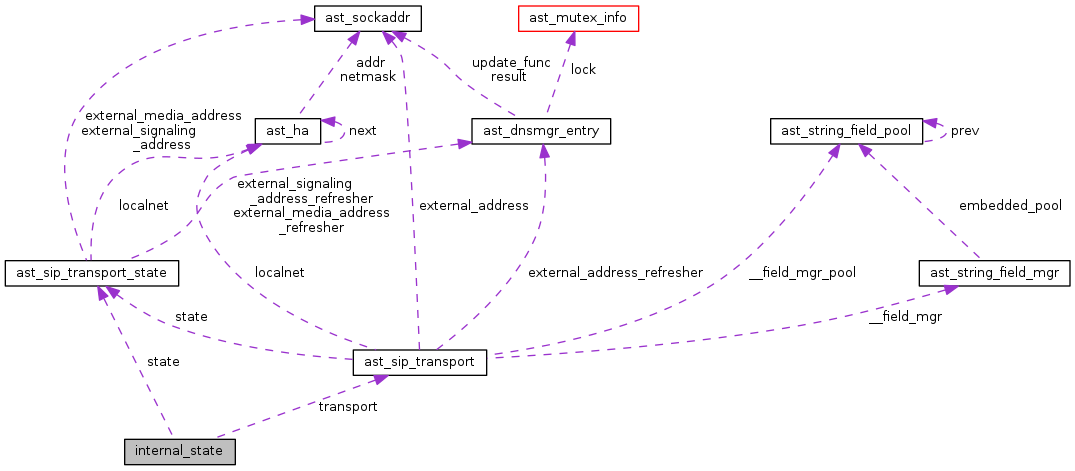 ast_sockaddr
ast_mutex_info
addr
netmask
update_func
result
lock
external_media_address
external_signaling
_address
ast_ha
next
ast_dnsmgr_entry
ast_string_field_pool
prev
external_signaling
_address_refresher
external_media_address
_refresher
localnet
external_address
embedded_pool
ast_sip_transport_state
localnet
external_address_refresher
__field_mgr_pool
ast_string_field_mgr
state
__field_mgr
state
ast_sip_transport
transport
internal_state